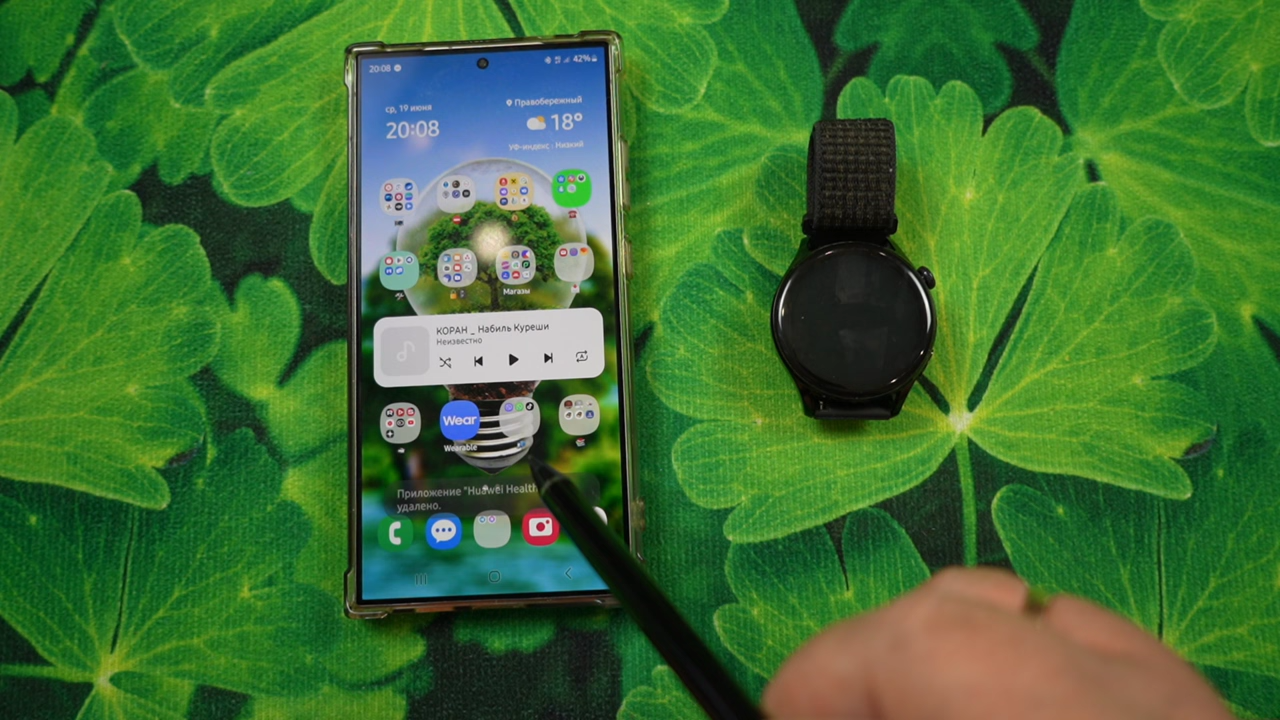 20:08
42%
ср, 19 июня
20:08
Правобережный
18°
УФ-индекс · Низкий
Магазы
КОРАН _ Набиль Куреши
Неизвестно
Wear
Wearable
Приложение "Huawei Health
удалено.